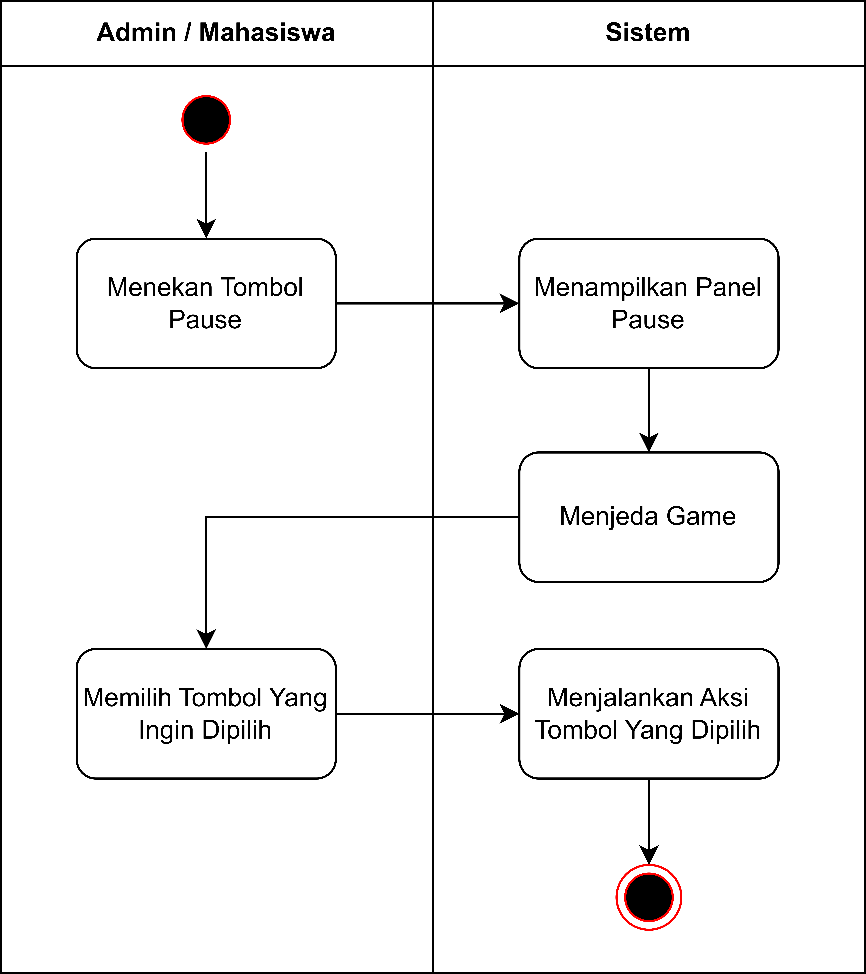 Admin / Mahasiswa
Sistem
Menekan Tombol
Pause
Menampilkan Panel
Pause
Menjeda Game
Memilih Tombol Yang
Ingin Dipilih
Menjalankan Aksi
Tombol Yang Dipilih